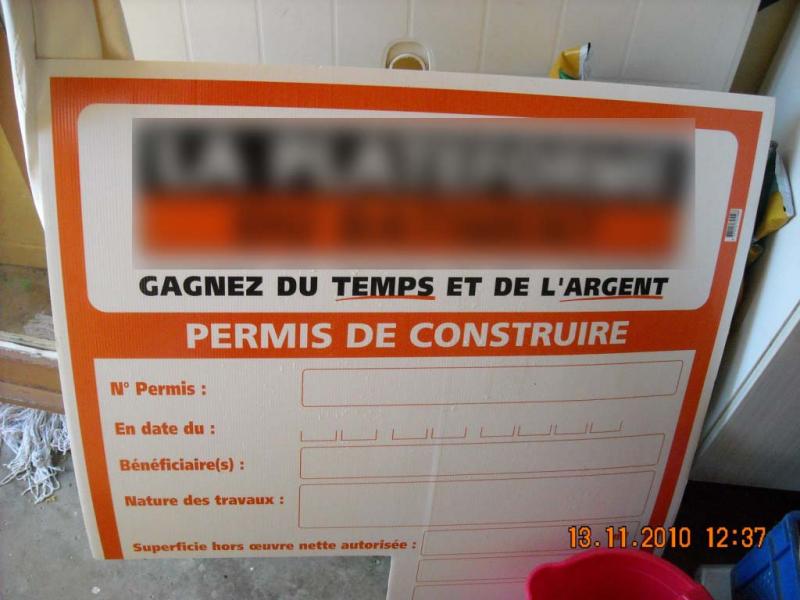 GAGNEZ DU TEMPS ET DE L'ARGENT
PERMIS DE CONSTRUIRE
N° Permis :
En date du :
Bénéficiaire(s) :
Nature des travaux :
Superficie hors œuvre nette autorisée :
13.11.2010 12:37